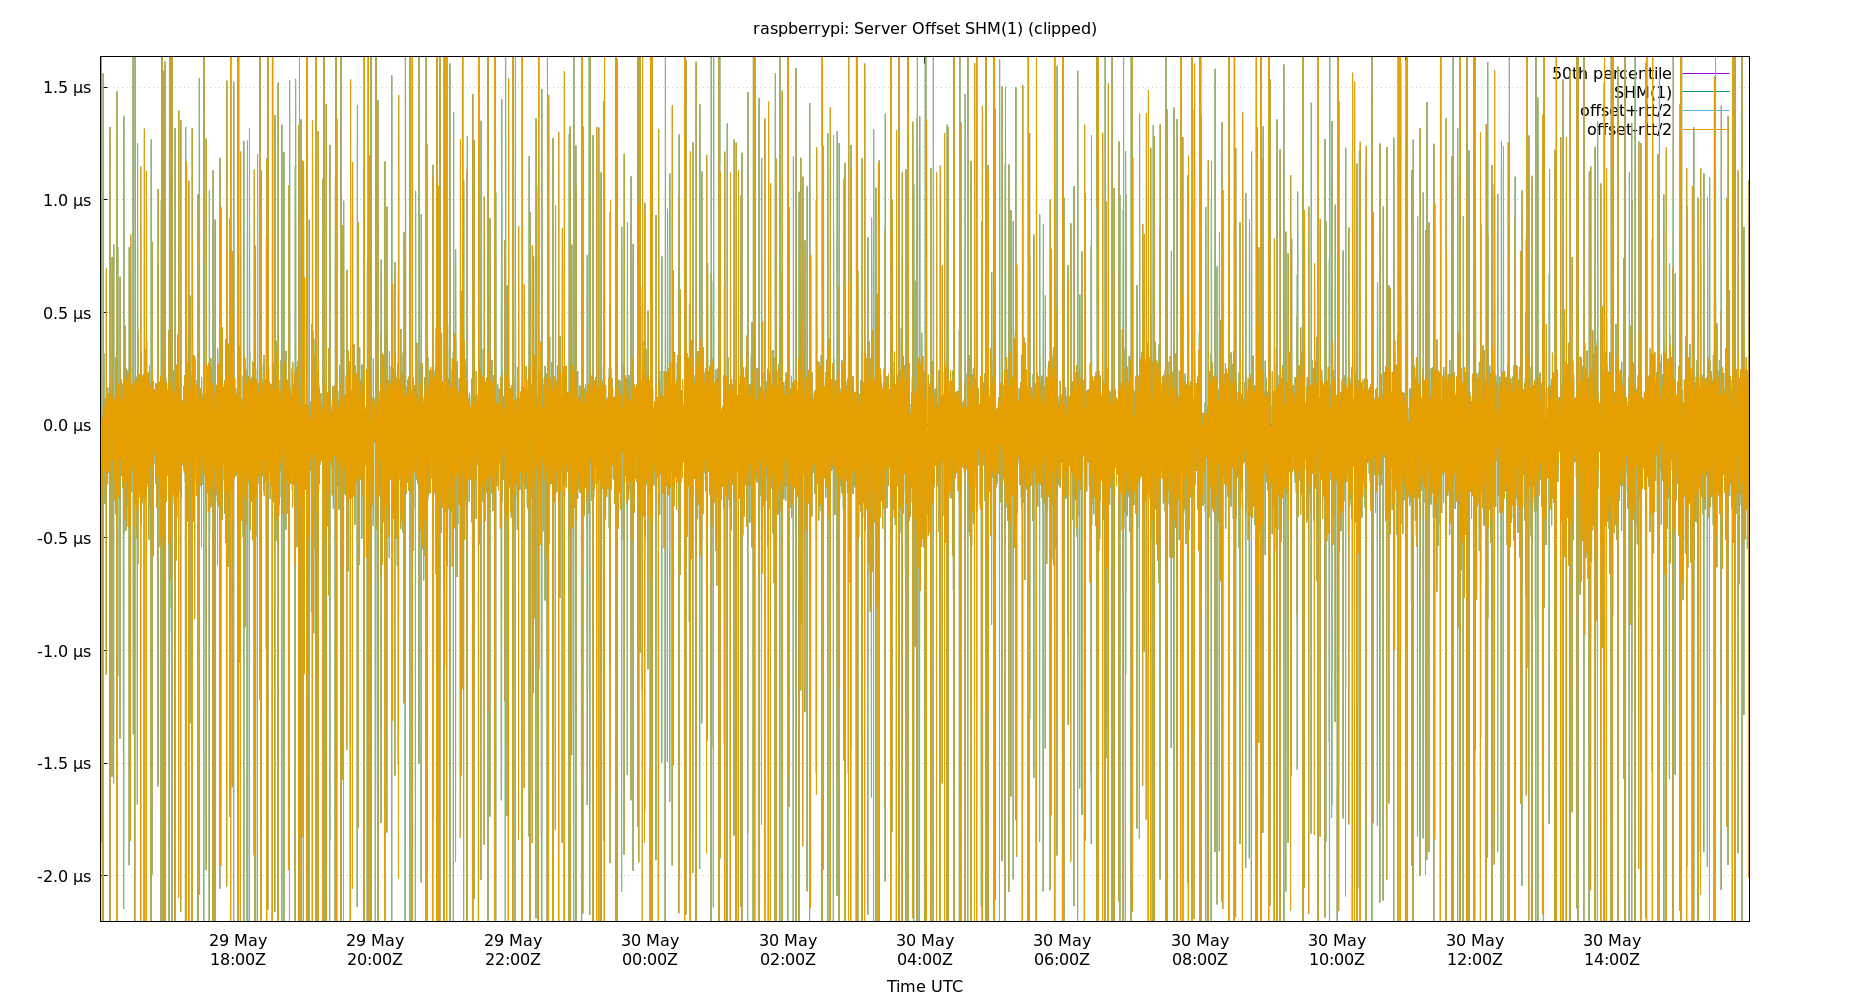 raspberrypi: Server Offset SHM(1) (clipped)
50th percentile
SHM(1)
offset+rtt/2
offset-rtt/2
1.5 µs
1.0 µs
0.5 µs
0.0 µs
-0.5 µs
-1.0 µs
-1.5 µs
-2.0 µs
29 May 29 May 29 May 30 May 30 May 30 May 30 May 30 May 30 May 30 May 30 May
18:00Z 20:00Z 22:00Z 00:00Z 02:00Z 04:00Z 06:00Z 08:00Z 10:00Z 12:00Z 14:00Z
Time UTC